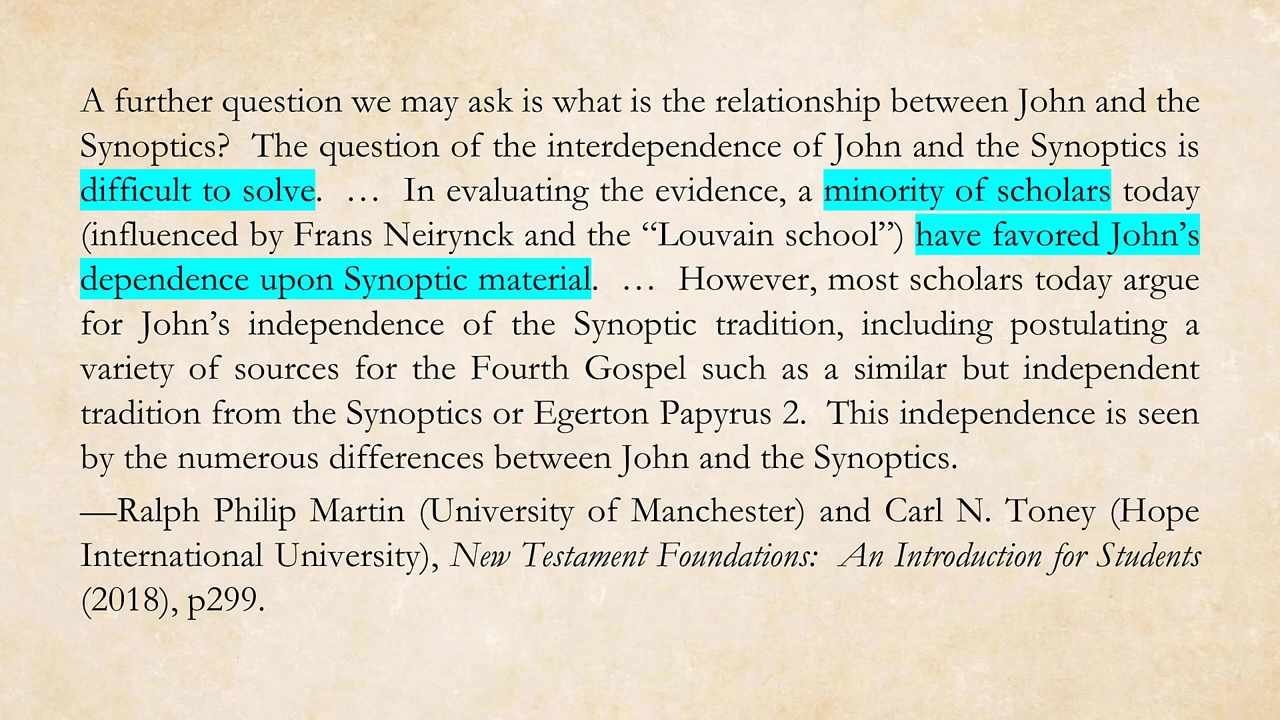 A further question we may ask is what is the relationship between John and the
Synoptics?  The question of the interdependence of John and the Synoptics is
difficult to solve.  …  In evaluating the evidence, a minority of scholars today
(influenced by Frans Neirynck and the “Louvain school”) have favored John’s
dependence upon Synoptic material.  …  However, most scholars today argue
for John’s independence of the Synoptic tradition, including postulating a
variety of sources for the Fourth Gospel such as a similar but independent
tradition from the Synoptics or Egerton Papyrus 2.  This independence is seen
by the numerous differences between John and the Synoptics.
—Ralph Philip Martin (University of Manchester) and Carl N. Toney (Hope
International University), New Testament Foundations:  An Introduction for Students
(2018), p299.